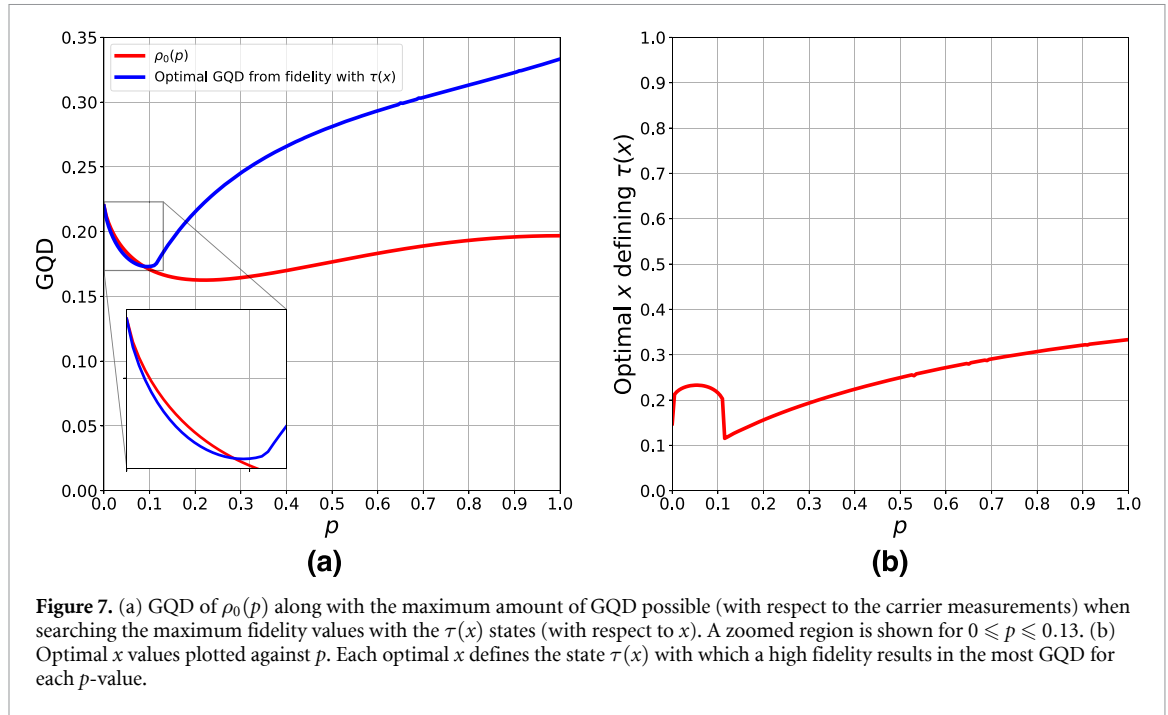 0.35
0.30
0.25
0.20
0.15
0.10
0.05
0.00
GQD
ρ₀(p)
Optimal GQD from fidelity with τ(x)
0.0 0.1 0.2 0.3 0.4 0.5 0.6 0.7 0.8 0.9 1.0
p
(a)
1.0
0.9
0.8
0.7
0.6
0.5
0.4
0.3
0.2
0.1
0.0
Optimal x defining τ(x)
0.0 0.1 0.2 0.3 0.4 0.5 0.6 0.7 0.8 0.9 1.0
p
(b)
Figure 7. (a) GQD of ρ₀(p) along with the maximum amount of GQD possible (with respect to the carrier measurements) when
searching the maximum fidelity values with the τ(x) states (with respect to x). A zoomed region is shown for 0 ⩽ p ⩽ 0.13. (b)
Optimal x values plotted against p. Each optimal x defines the state τ(x) with which a high fidelity results in the most GQD for
each p-value.